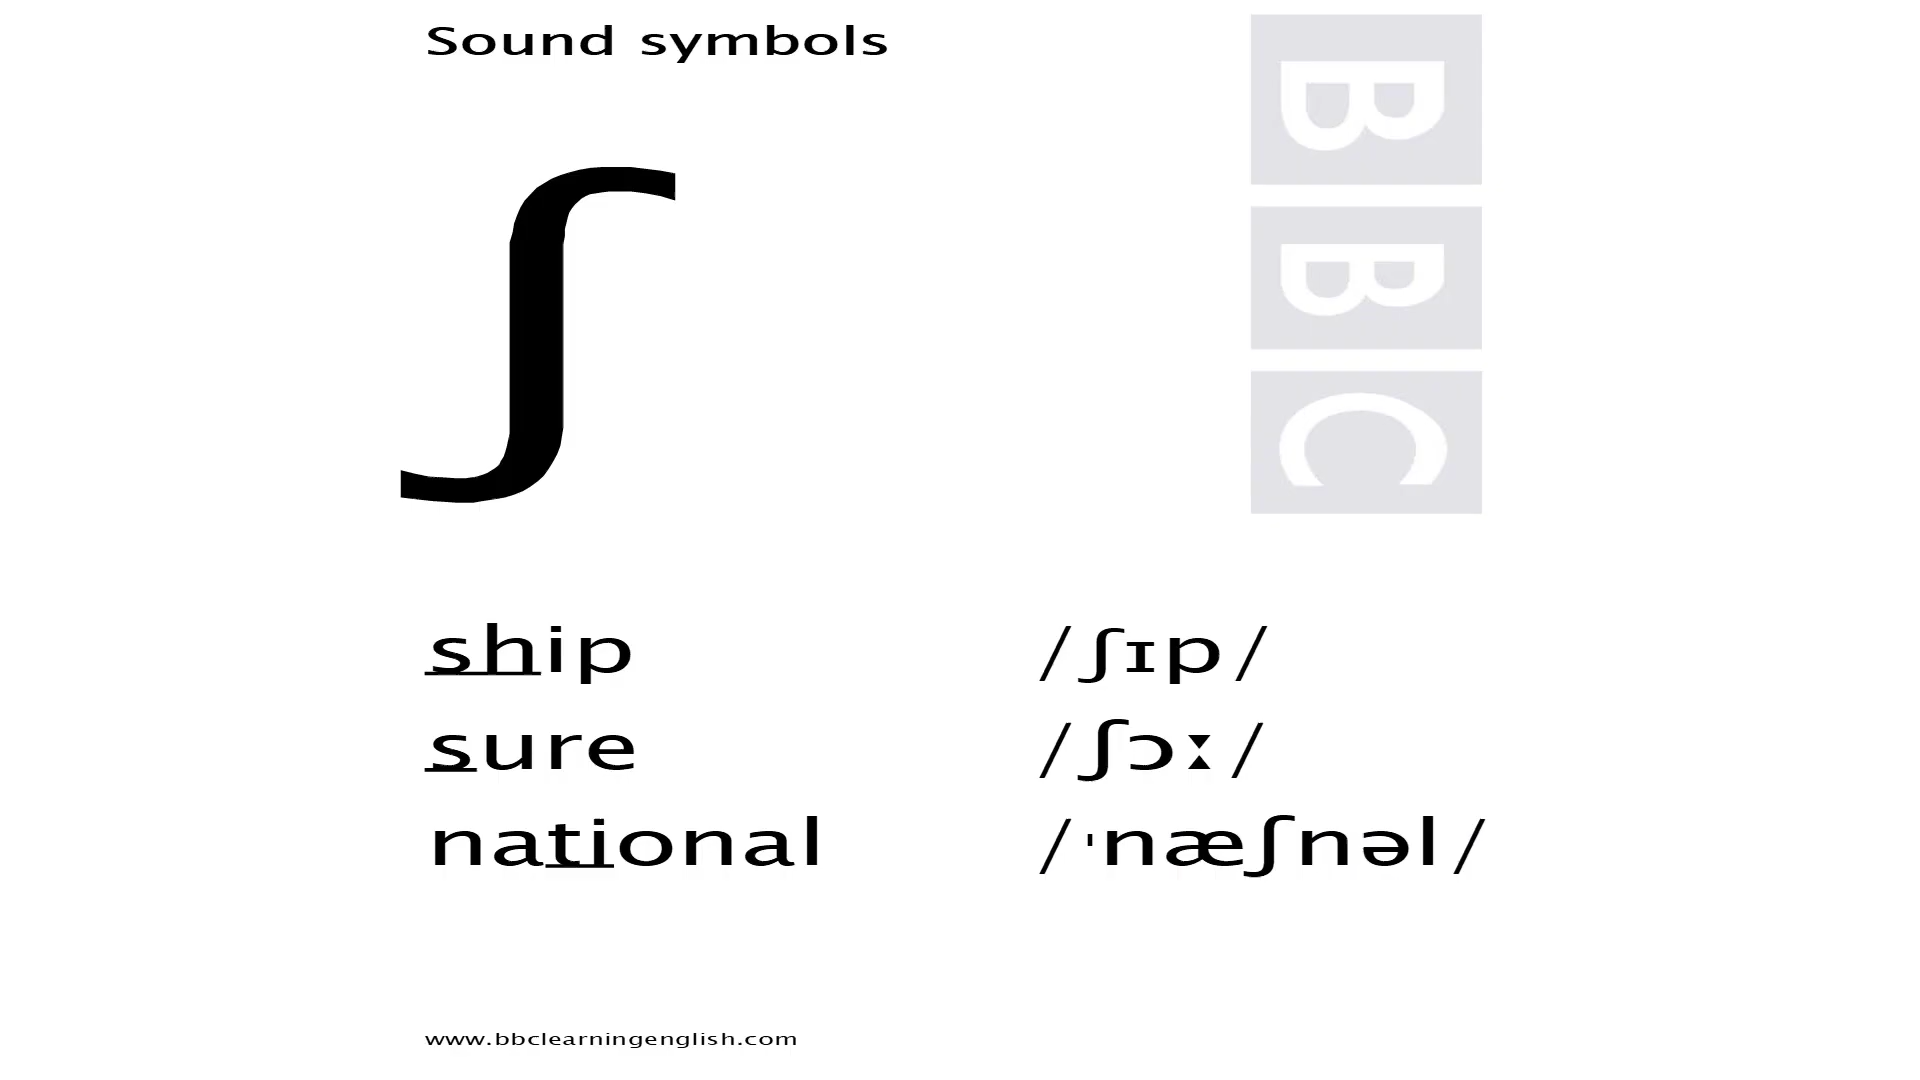 Sound symbols
BBC
ʃ
ship /ʃɪp/
sure /ʃɔː/
national /ˈnæʃnəl/
www.bbclearningenglish.com